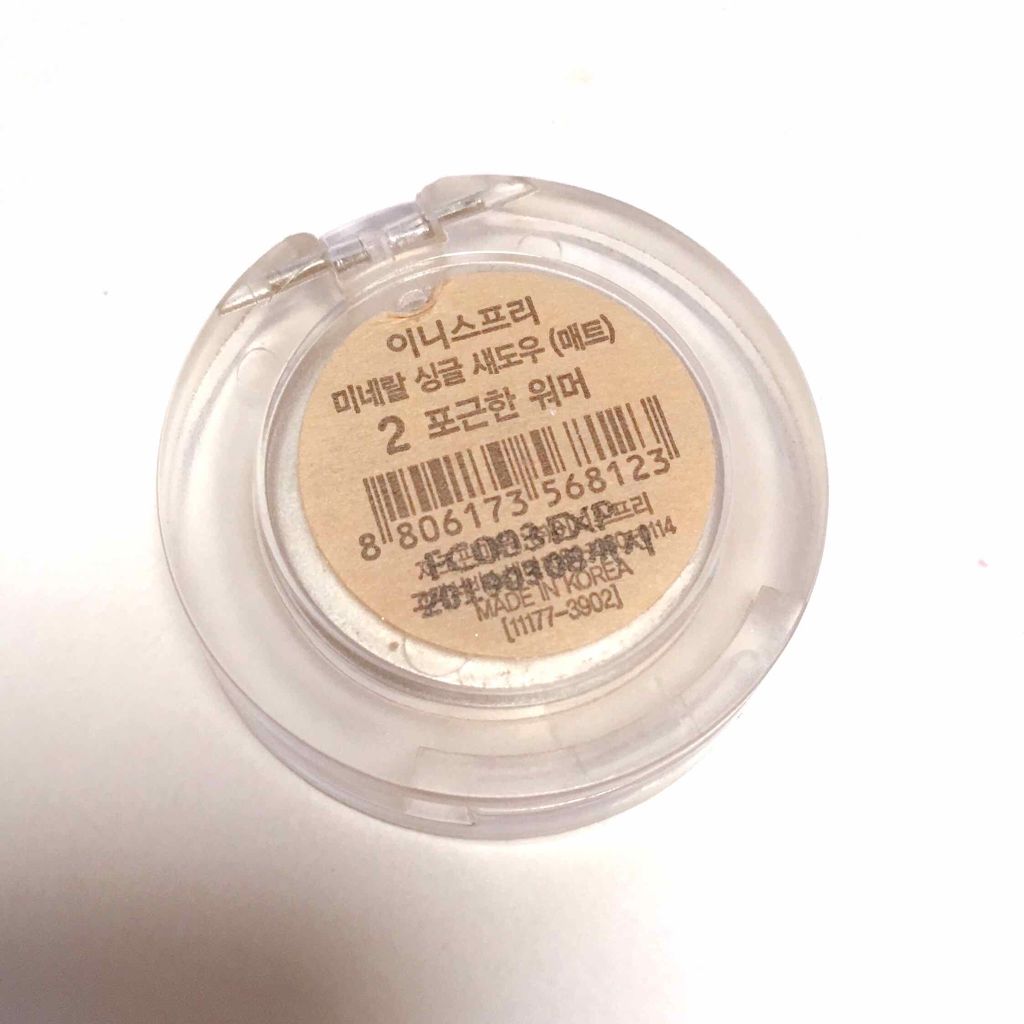 이니스프리
미네랄 싱글 섀도우 (매트)
2 포근한 워머
8 806173 568123
MADE IN KOREA
[11177-3902]